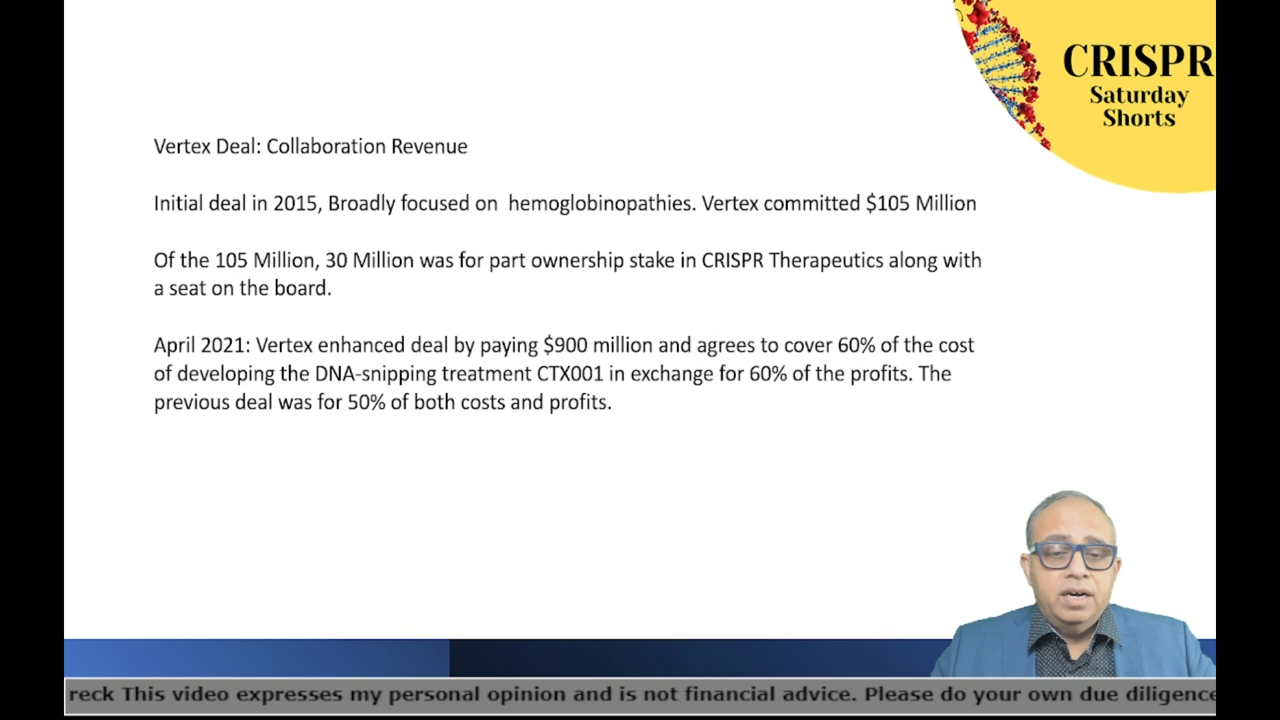 CRISPR
Saturday
Shorts
Vertex Deal: Collaboration Revenue
Initial deal in 2015, Broadly focused on hemoglobinopathies. Vertex committed $105 Million
Of the 105 Million, 30 Million was for part ownership stake in CRISPR Therapeutics along with
a seat on the board.
April 2021: Vertex enhanced deal by paying $900 million and agrees to cover 60% of the cost
of developing the DNA-snipping treatment CTX001 in exchange for 60% of the profits. The
previous deal was for 50% of both costs and profits.
reck This video expresses my personal opinion and is not financial advice. Please do your own due diligence